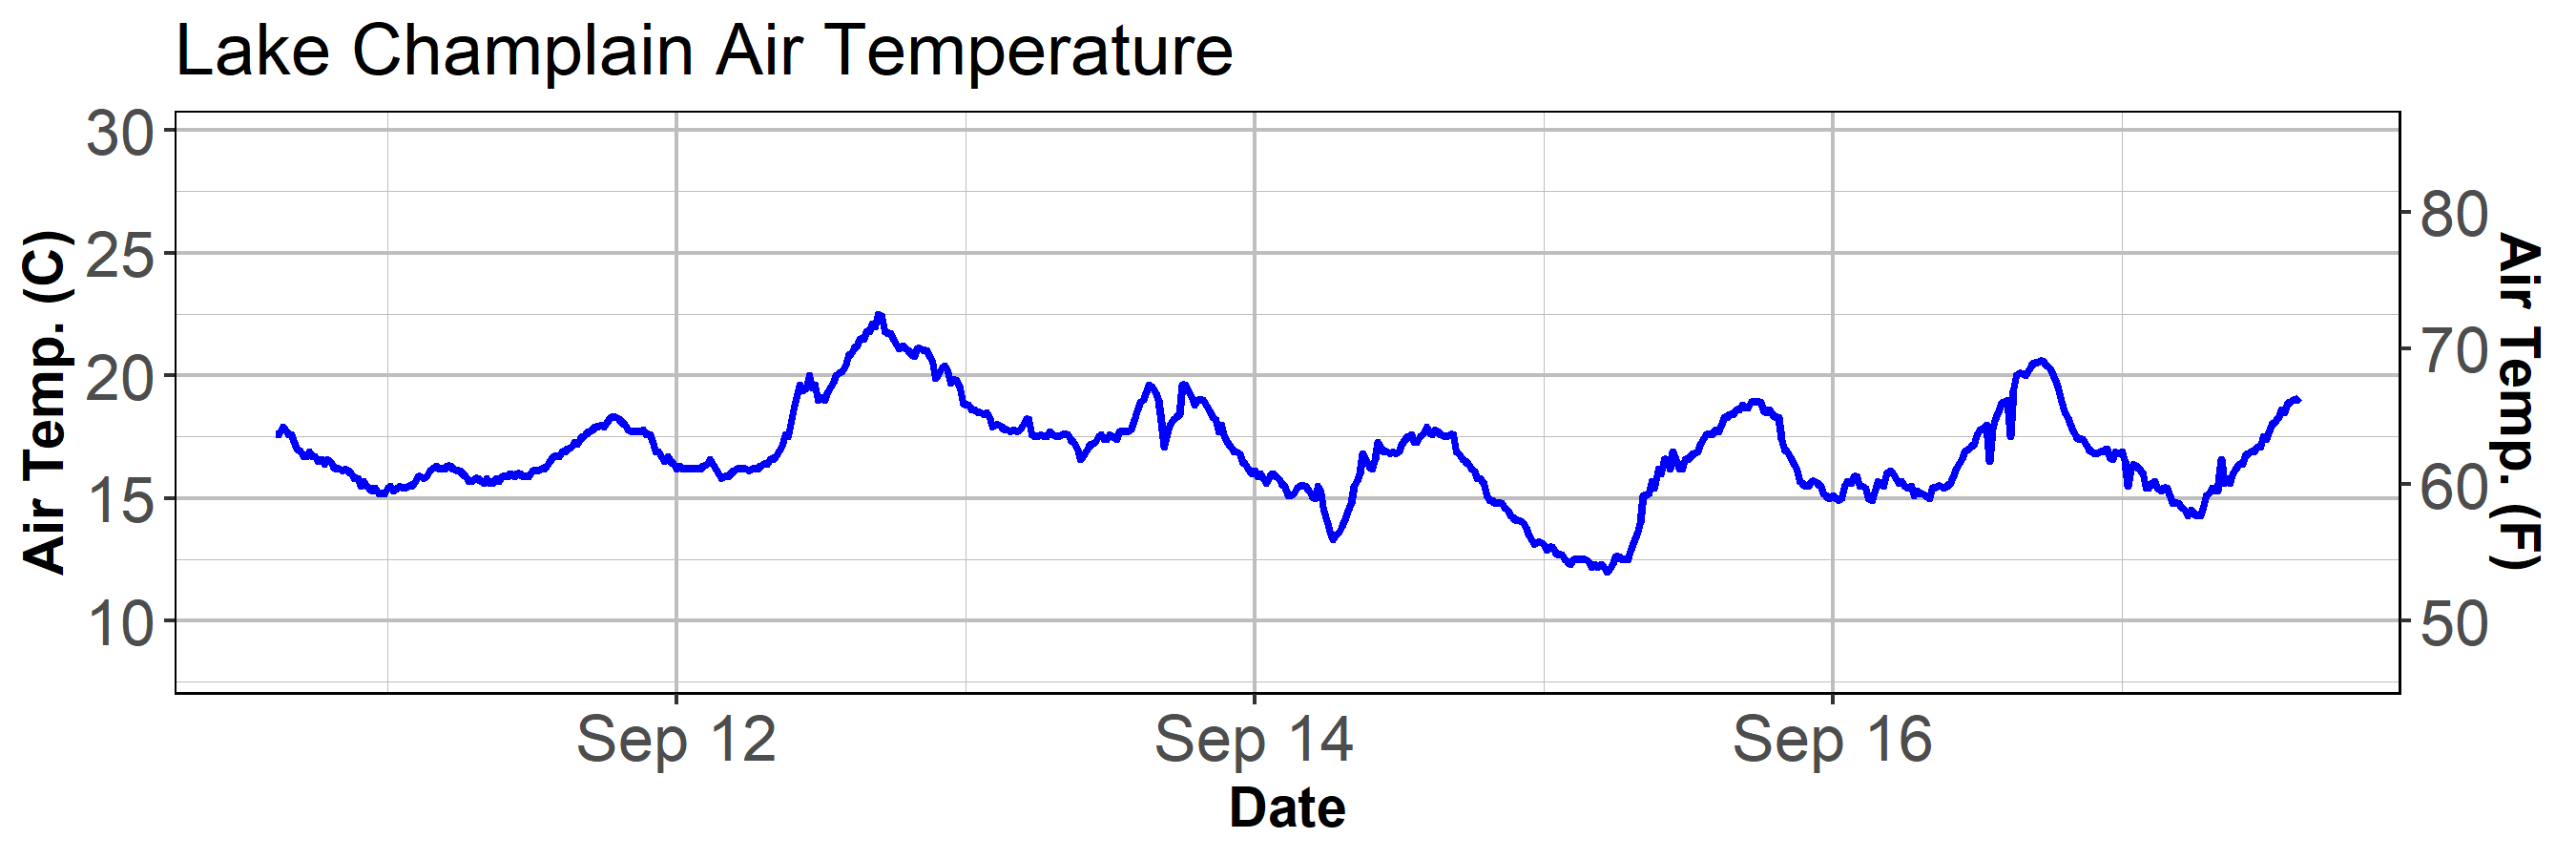 Lake Champlain Air Temperature
30
25
20
15
10
Air Temp. (C)
80
70
60
50
Air Temp. (F)
Sep 12
Sep 14
Sep 16
Date